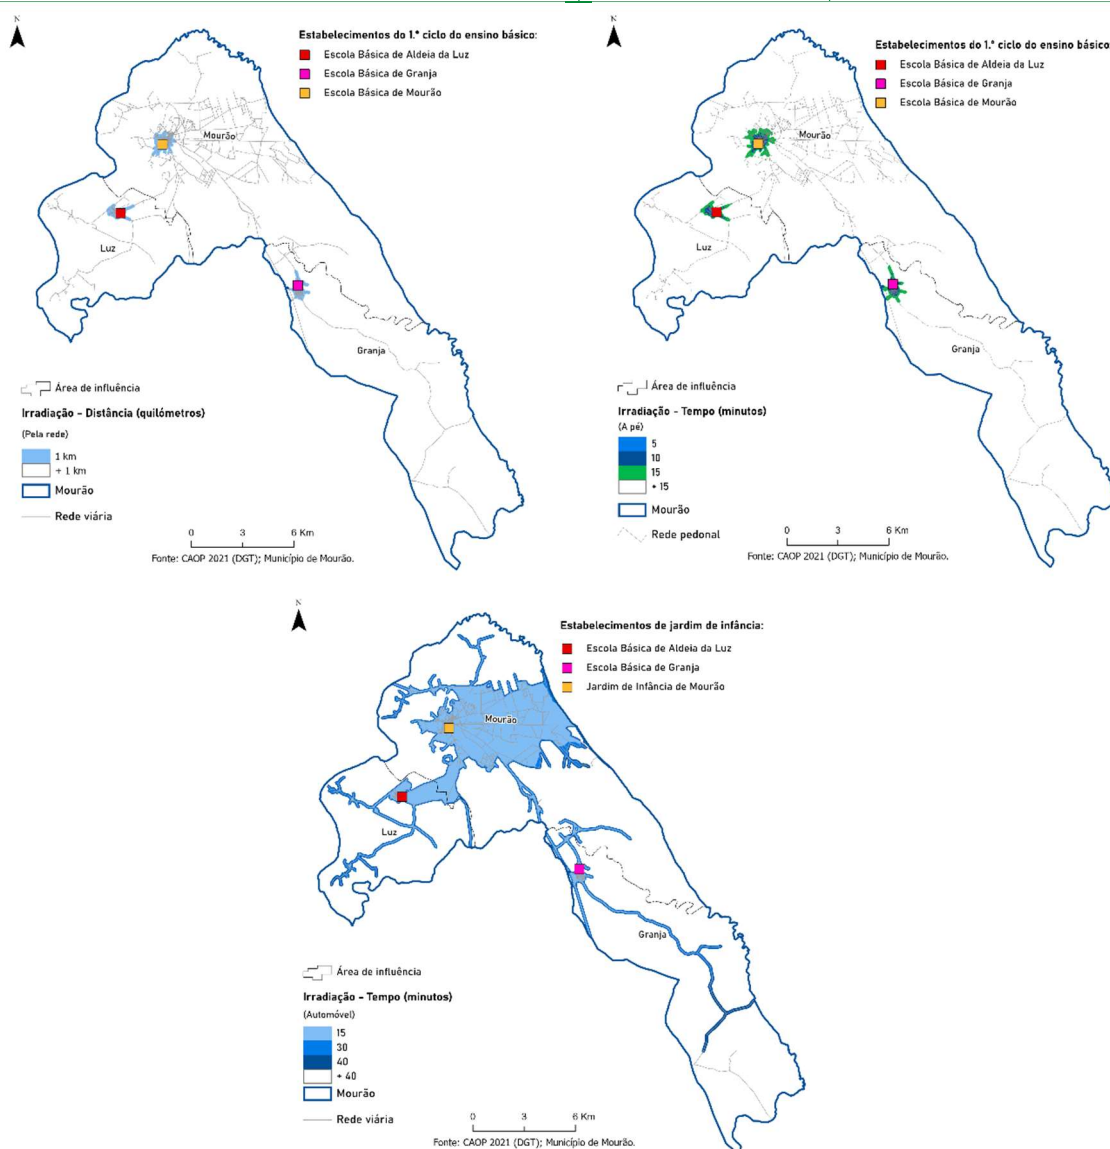 N
Estabelecimentos do 1.º ciclo do ensino básico:
Escola Básica de Aldeia da Luz
Escola Básica de Granja
Escola Básica de Mourão
Mourão
Luz
Granja
Área de influência
Irradiação - Distância (quilómetros)
(Pela rede)
1 km
+ 1 km
Mourão
Rede viária
0 3 6 Km
Fonte: CAOP 2021 (DGT); Município de Mourão.
N
Estabelecimentos do 1.º ciclo do ensino básico:
Escola Básica de Aldeia da Luz
Escola Básica de Granja
Escola Básica de Mourão
Mourão
Luz
Granja
Área de influência
Irradiação - Tempo (minutos)
(A pé)
5
10
15
+ 15
Mourão
Rede pedonal
0 3 6 Km
Fonte: CAOP 2021 (DGT); Município de Mourão.
N
Estabelecimentos de jardim de infância:
Escola Básica de Aldeia da Luz
Escola Básica de Granja
Jardim de Infância de Mourão
Mourão
Luz
Granja
Área de influência
Irradiação - Tempo (minutos)
(Automóvel)
15
30
40
+ 40
Mourão
Rede viária
0 3 6 Km
Fonte: CAOP 2021 (DGT); Município de Mourão.